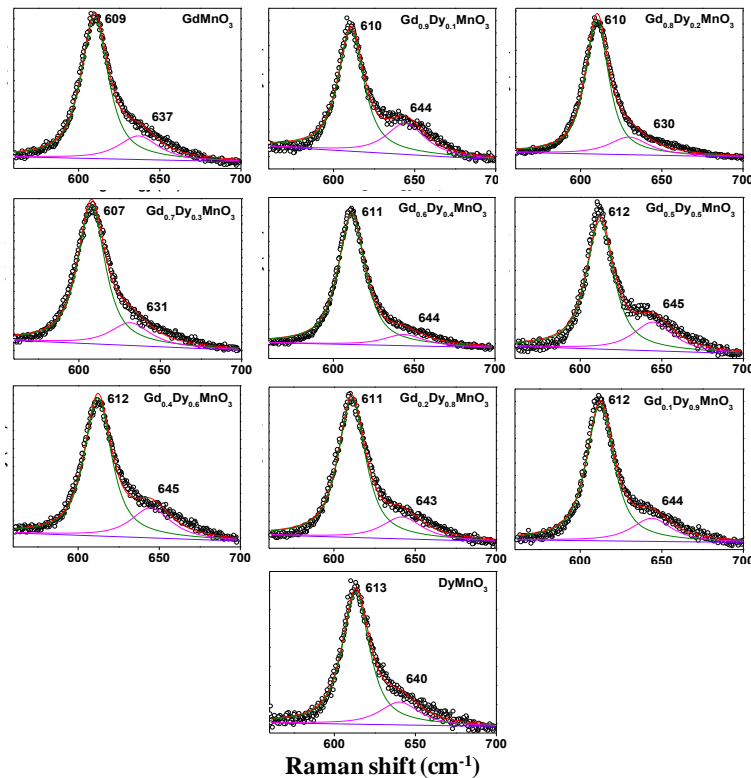 609 GdMnO₃
637
600 650 700
610 Gd₀.₉Dy₀.₁MnO₃
644
600 650 700
610 Gd₀.₈Dy₀.₂MnO₃
630
600 650 700
607 Gd₀.₇Dy₀.₃MnO₃
631
600 650 700
611 Gd₀.₆Dy₀.₄MnO₃
644
600 650 700
612 Gd₀.₅Dy₀.₅MnO₃
645
600 650 700
612 Gd₀.₄Dy₀.₆MnO₃
645
600 650 700
611 Gd₀.₂Dy₀.₈MnO₃
643
600 650 700
612 Gd₀.₁Dy₀.₉MnO₃
644
600 650 700
613 DyMnO₃
640
600 650 700
Raman shift (cm⁻¹)